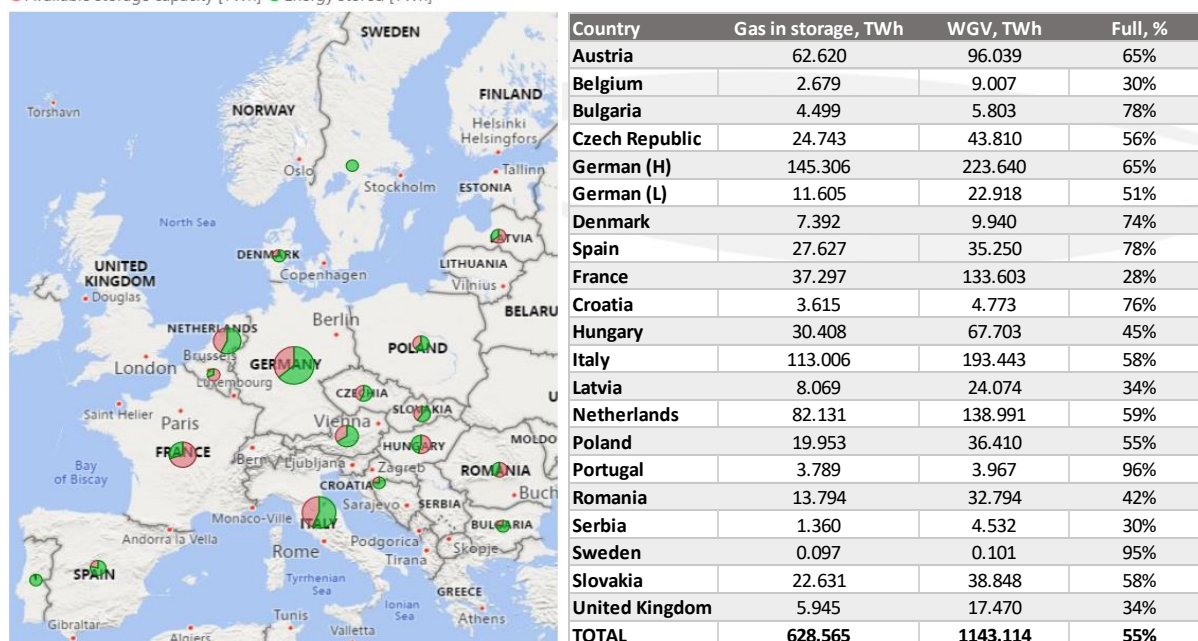 SWEDEN
FINLAND
NORWAY
Torshavn
Helsinki
Helsingfors
Oslo
Tallinn
Stockholm
ESTONIA
North Sea
LATVIA
DENMARK
LITHUANIA
Copenhagen
UNITED
KINGDOM
Vilnius
Douglas
BELARU
Berlin
NETHERLANDS
POLAND
Brussels
London
GERMANY
Luxembourg
CZECHIA
SLOVAKIA
Saint Helier
Paris
Vienna
FRANCE
HUNGARY
MOLDO
Bern
Ljubljana
Zagreb
Bay
of Biscay
ROMANIA
CROATIA
Buch
Monaco-Ville
Sarajevo
SERBIA
ITALY
Andorra la Vella
Podgorica
BULGARIA
Rome
Skopje
Tirana
SPAIN
Tyrrhenian
Sea
GREECE
Ionian
Sea
Athens
Gibraltar
Tunis
Algiers
Valletta
Country Gas in storage, TWh WGV, TWh Full, %
Austria 62.620 96.039 65%
Belgium 2.679 9.007 30%
Bulgaria 4.499 5.803 78%
Czech Republic 24.743 43.810 56%
German (H) 145.306 223.640 65%
German (L) 11.605 22.918 51%
Denmark 7.392 9.940 74%
Spain 27.627 35.250 78%
France 37.297 133.603 28%
Croatia 3.615 4.773 76%
Hungary 30.408 67.703 45%
Italy 113.006 193.443 58%
Latvia 8.069 24.074 34%
Netherlands 82.131 138.991 59%
Poland 19.953 36.410 55%
Portugal 3.789 3.967 96%
Romania 13.794 32.794 42%
Serbia 1.360 4.532 30%
Sweden 0.097 0.101 95%
Slovakia 22.631 38.848 58%
United Kingdom 5.945 17.470 34%
TOTAL 628.565 1143.114 55%